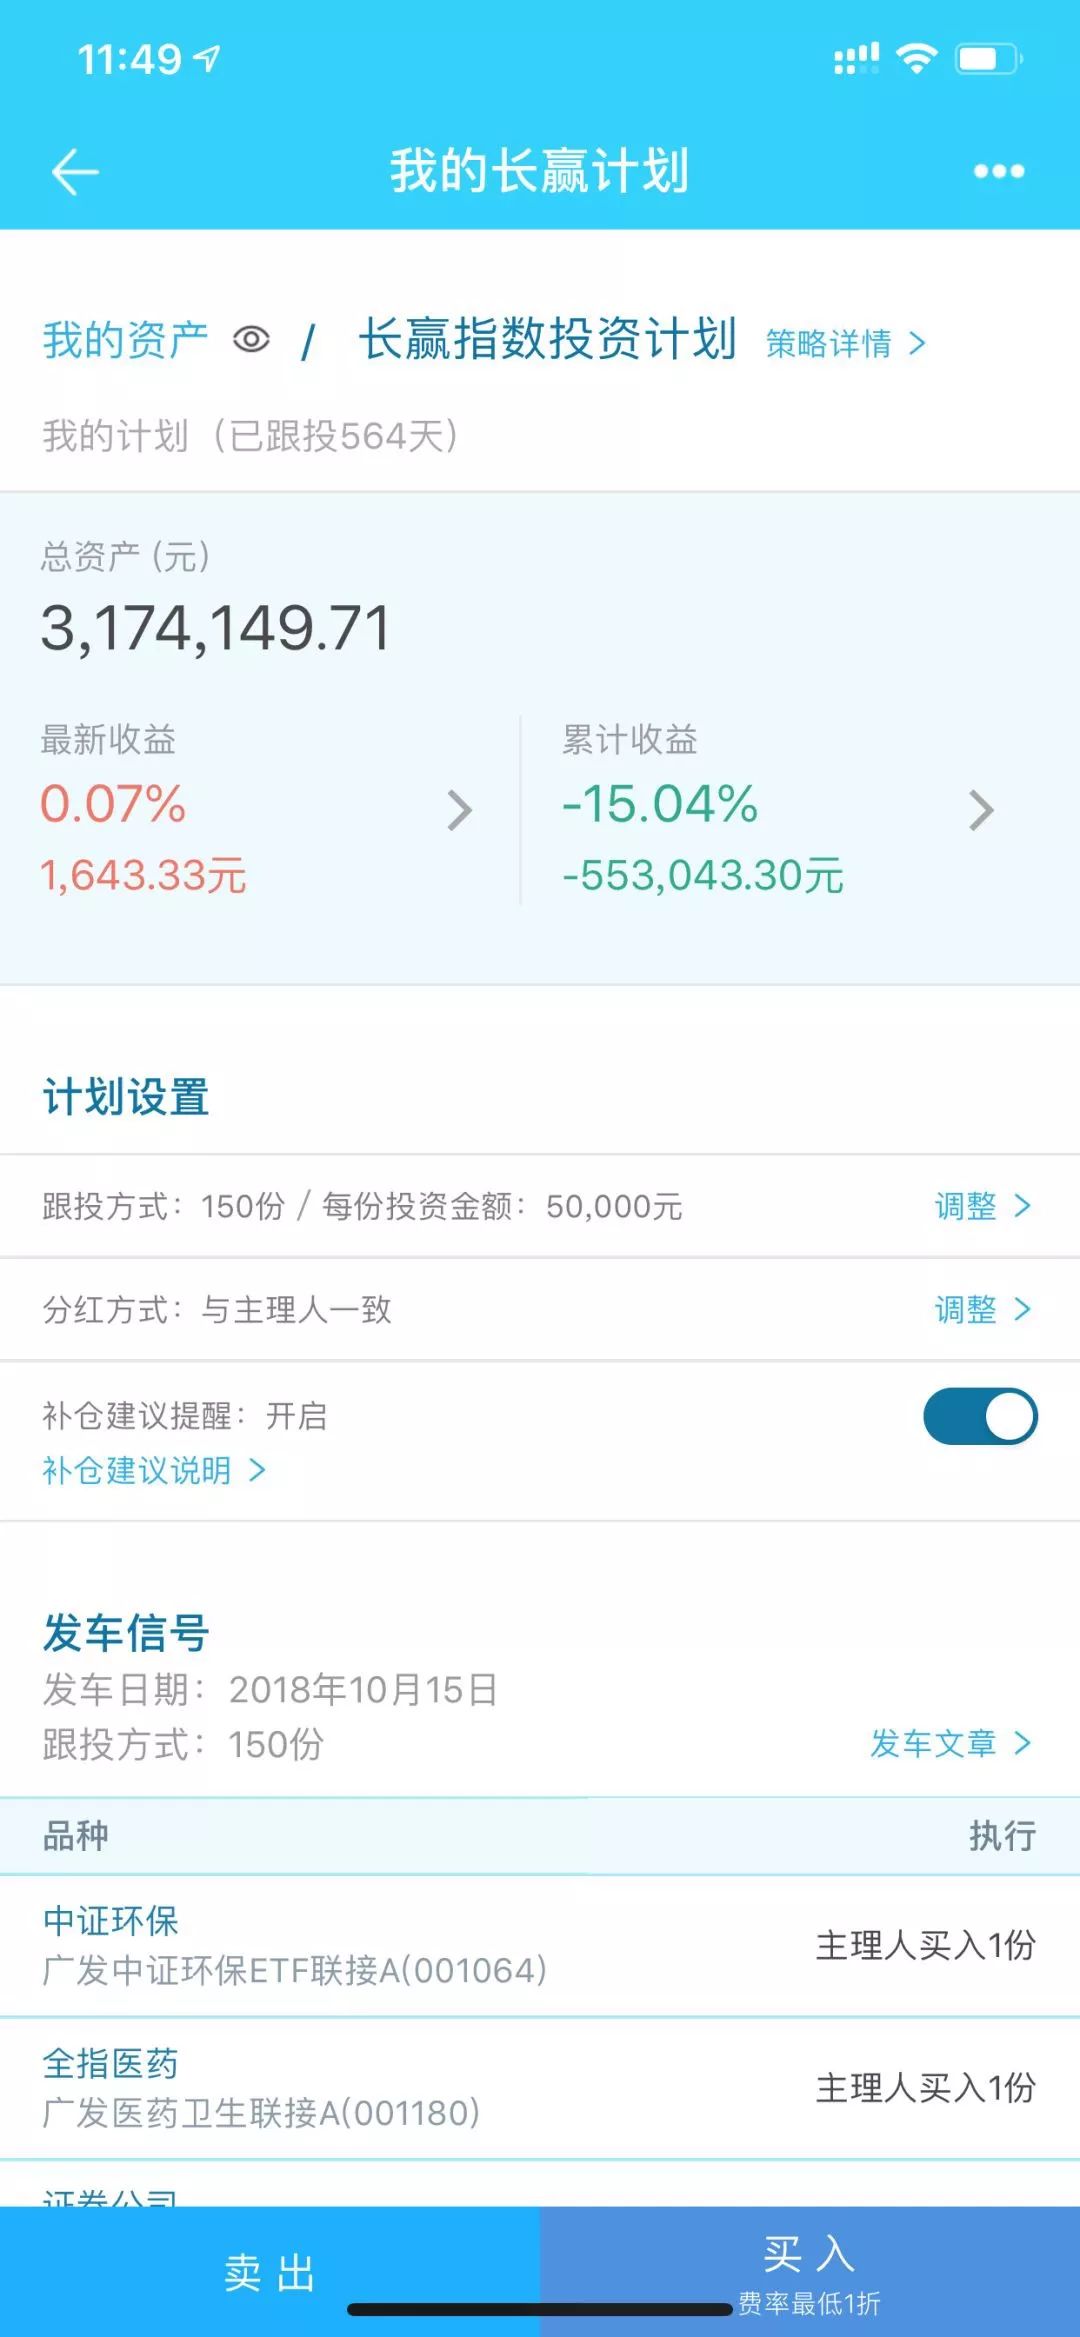 11:49
我的长赢计划
我的资产 / 长赢指数投资计划 策略详情 >
我的计划（已跟投564天）
总资产 (元)
3,174,149.71
最新收益
0.07%
1,643.33元
累计收益
-15.04%
-553,043.30元
计划设置
跟投方式：150份 / 每份投资金额：50,000元 调整 >
分红方式：与主理人一致 调整 >
补仓建议提醒：开启
补仓建议说明 >
发车信号
发车日期：2018年10月15日
跟投方式：150份 发车文章 >
品种 执行
中证环保
广发中证环保ETF联接A(001064)
主理人买入1份
全指医药
广发医药卫生联接A(001180)
主理人买入1份
证券公司
卖出
买入
费率最低1折